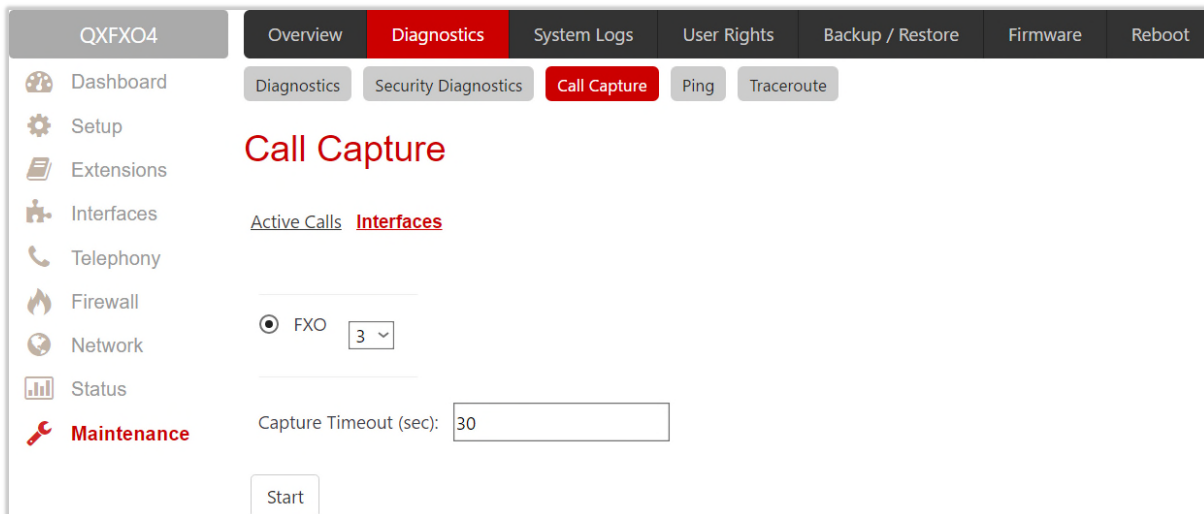 QXFXO4
Overview Diagnostics System Logs User Rights Backup / Restore Firmware Reboot
Dashboard
Setup
Extensions
Interfaces
Telephony
Firewall
Network
Status
Maintenance
Diagnostics Security Diagnostics Call Capture Ping Traceroute
Call Capture
Active Calls Interfaces
FXO 3
Capture Timeout (sec): 30
Start